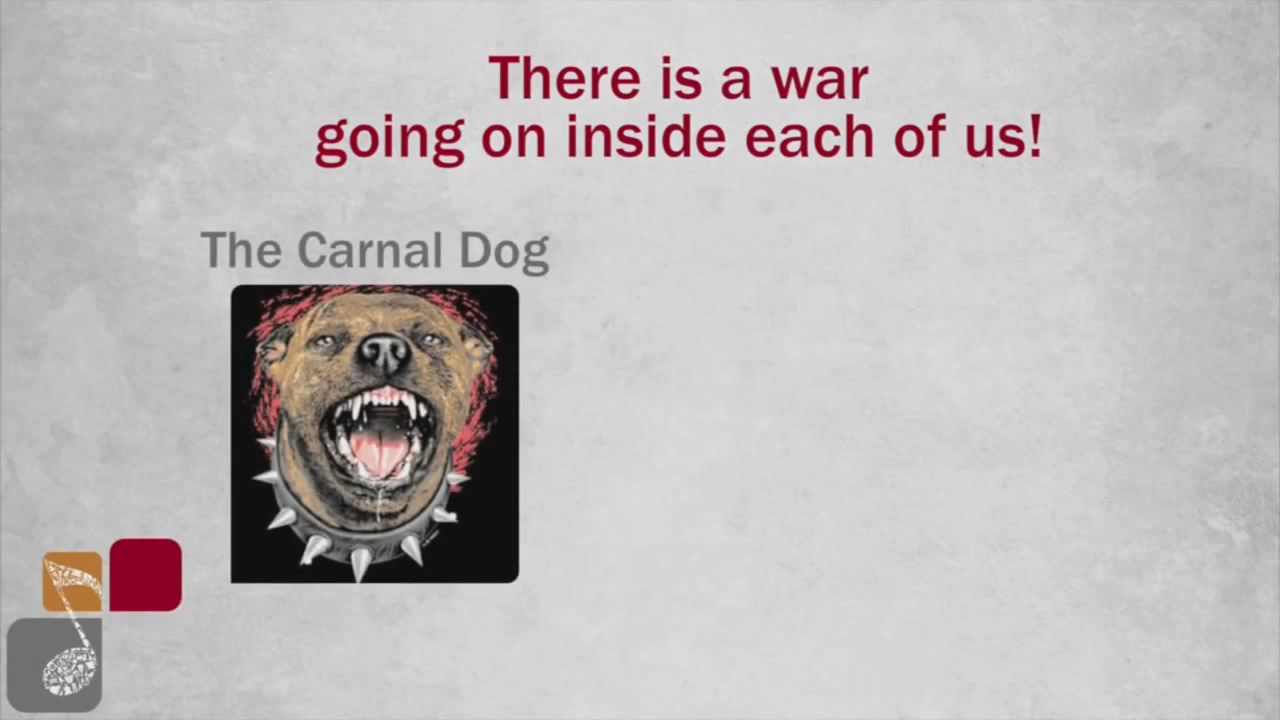 There is a war
going on inside each of us!
The Carnal Dog